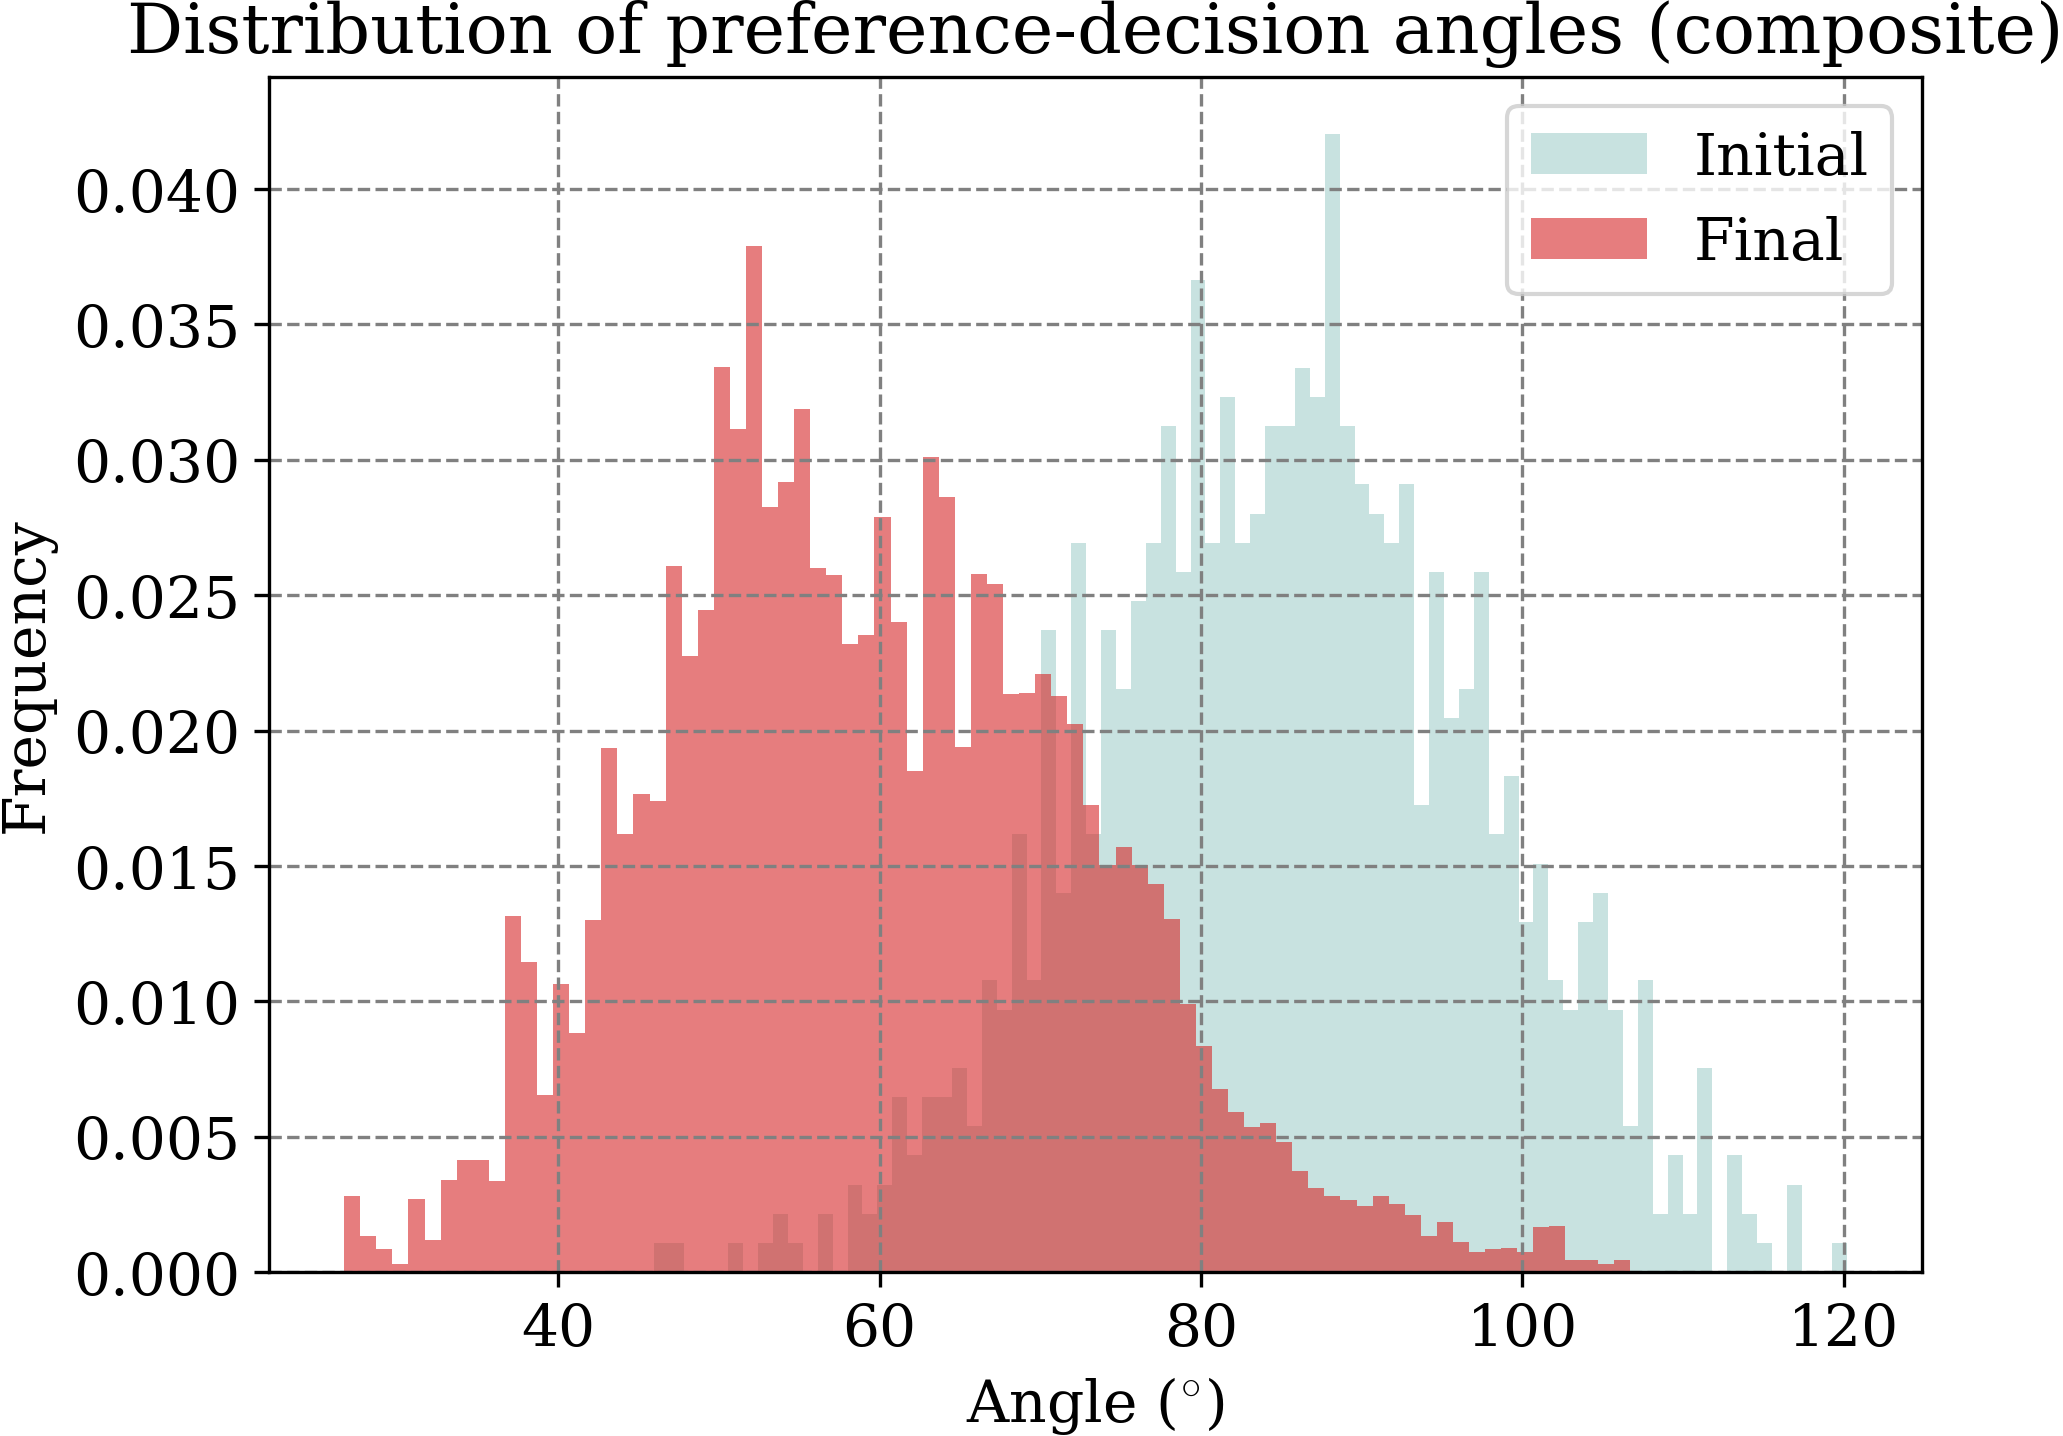 Distribution of preference-decision angles (composite)
Initial
Final
0.040
0.035
0.030
0.025
0.020
0.015
0.010
0.005
0.000
Frequency
40 60 80 100 120
Angle (°)